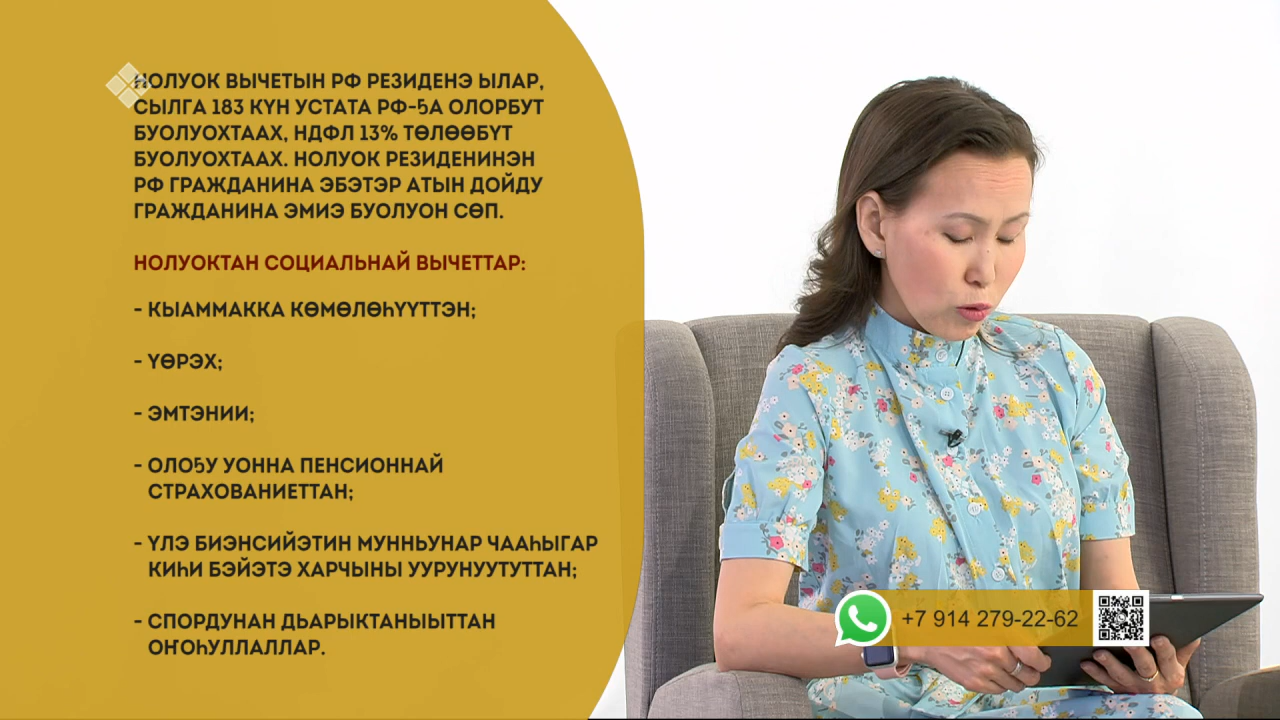 НОЛУОК ВЫЧЕТЫН РФ РЕЗИДЕНЭ ЫЛАР,
СЫЛГА 183 КҮН УСТАТА РФ-ҔА ОЛОРБУТ
БУОЛУОХТААХ, НДФЛ 13% ТӨЛӨӨБҮТ
БУОЛУОХТААХ. НОЛУОК РЕЗИДЕНИНЭН
РФ ГРАЖДАНИНА ЭБЭТЭР АТЫН ДОЙДУ
ГРАЖДАНИНА ЭМИЭ БУОЛУОН СӨП.
НОЛУОКТАН СОЦИАЛЬНАЙ ВЫЧЕТТАР:
- КЫАММАККА КӨМӨЛӨҺҮҮТТЭН;
- ҮӨРЭХ;
- ЭМТЭНИИ;
- ОЛОҔУ УОННА ПЕНСИОННАЙ
СТРАХОВАНИЕТТАН;
- ҮЛЭ БИЭНСИЙЭТИН МУННЬУНАР ЧААҺЫГАР
КИҺИ БЭЙЭТЭ ХАРЧЫНЫ УУРУНУУТУТТАН;
- СПОРДУНАН ДЬАРЫКТАНЫЫТТАН
ОҤОҺУЛЛАЛЛАР.
+7 914 279-22-62